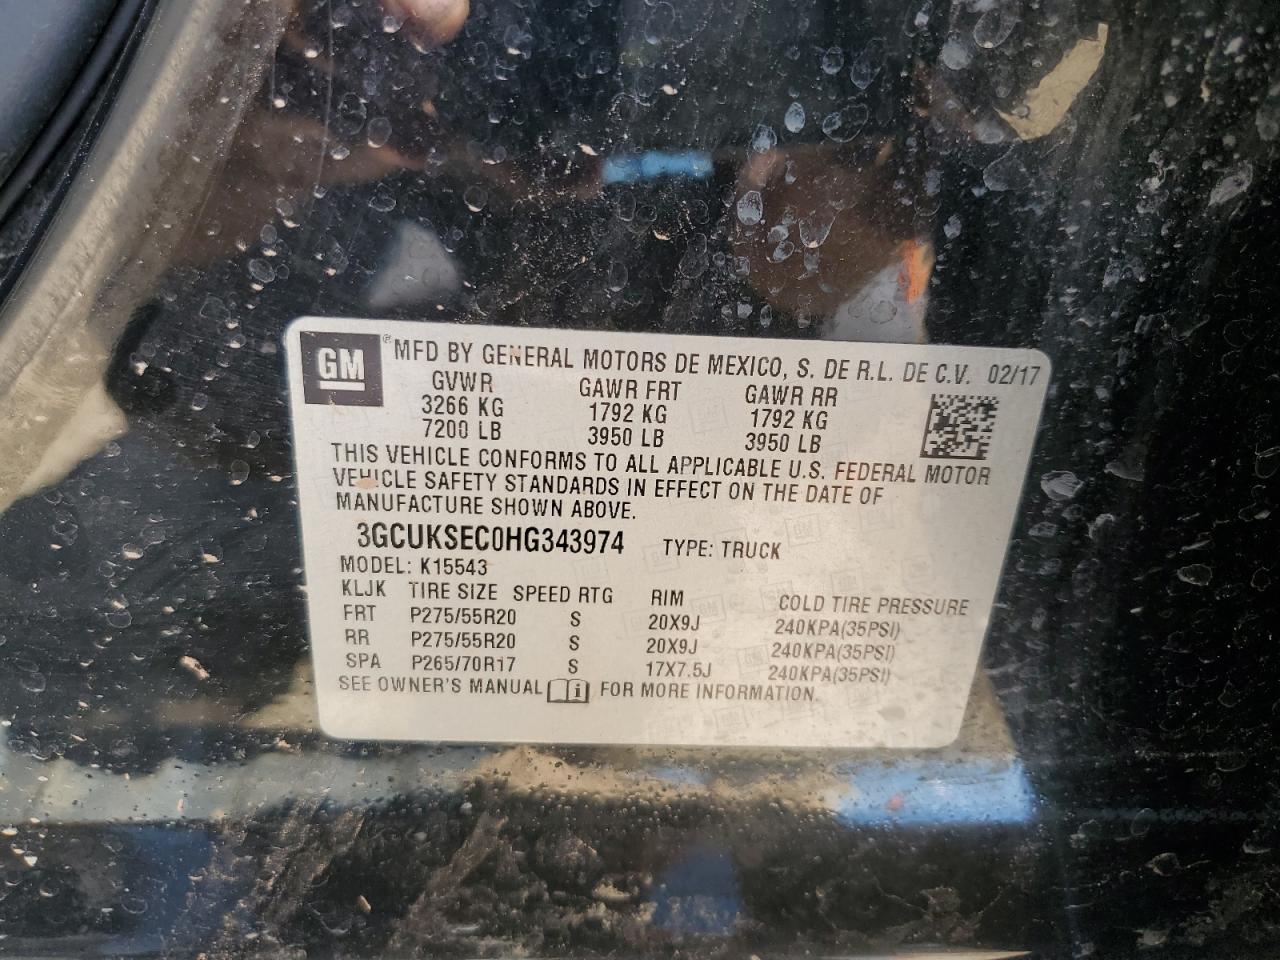 GM ® MFD BY GENERAL MOTORS DE MEXICO, S. DE R.L. DE C.V. 02/17
GVWR GAWR FRT GAWR RR
3266 KG 1792 KG 1792 KG
7200 LB 3950 LB 3950 LB
THIS VEHICLE CONFORMS TO ALL APPLICABLE U.S. FEDERAL MOTOR
VEHICLE SAFETY STANDARDS IN EFFECT ON THE DATE OF
MANUFACTURE SHOWN ABOVE.
3GCUKSEC0HG343974 TYPE: TRUCK
MODEL: K15543
KLJK TIRE SIZE SPEED RTG RIM COLD TIRE PRESSURE
FRT P275/55R20 S 20X9J 240KPA(35PSI)
RR P275/55R20 S 20X9J 240KPA(35PSI)
SPA P265/70R17 S 17X7.5J 240KPA(35PSI)
SEE OWNER'S MANUAL i FOR MORE INFORMATION.